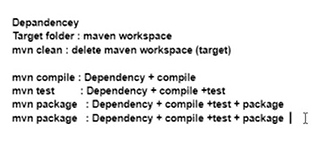 Depandencey
Target folder : maven workspace
mvn clean : delete maven workspace (target)
mvn compile : Dependency + compile
mvn test : Dependency + compile +test
mvn package : Dependency + compile +test + package
mvn package : Dependency + compile +test + package